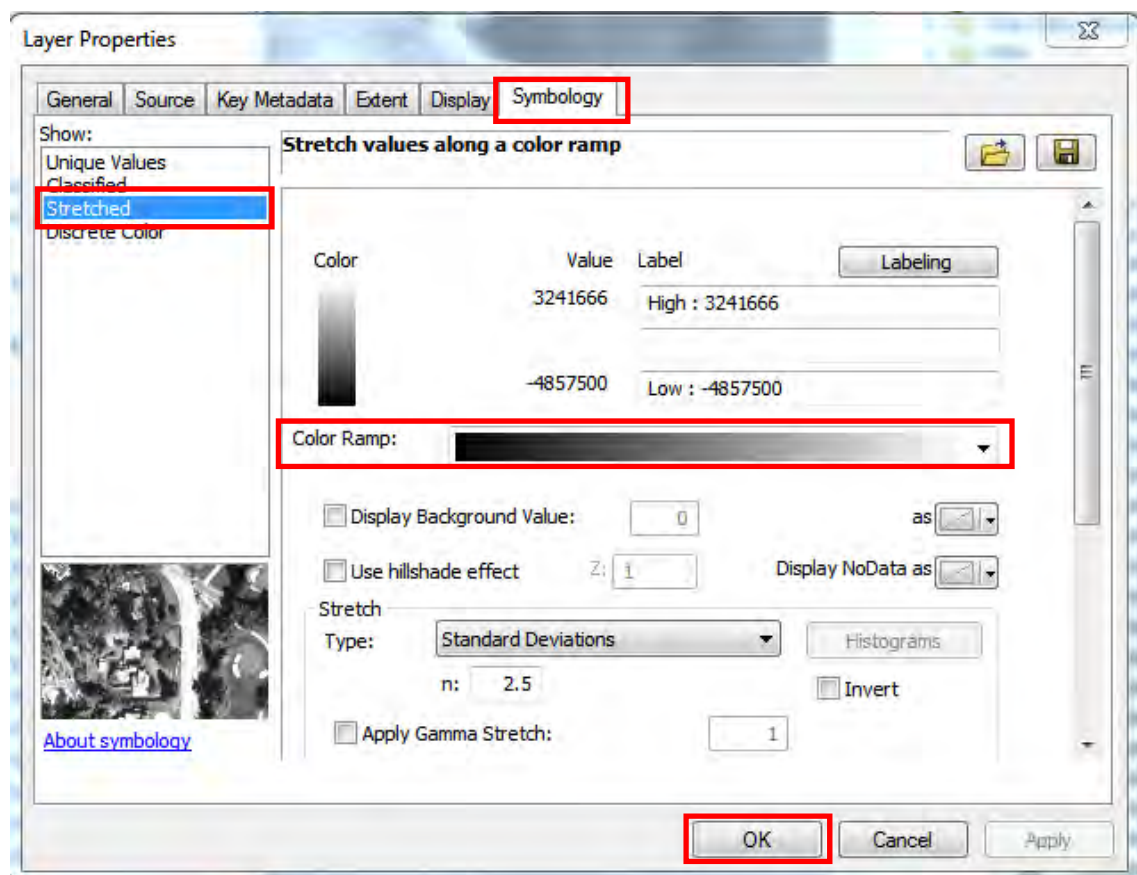 Layer Properties
General Source Key Metadata Extent Display Symbology
Show:
Unique Values
Classified
Stretched
Discrete Color
Stretch values along a color ramp
Color Value Label Labeling
3241666 High : 3241666
-4857500 Low : -4857500
Color Ramp:
Display Background Value: 0 as
Use hillshade effect Z: 1 Display NoData as
Stretch
Type: Standard Deviations Histograms
n: 2.5 Invert
Apply Gamma Stretch: 1
About symbology
OK Cancel Apply